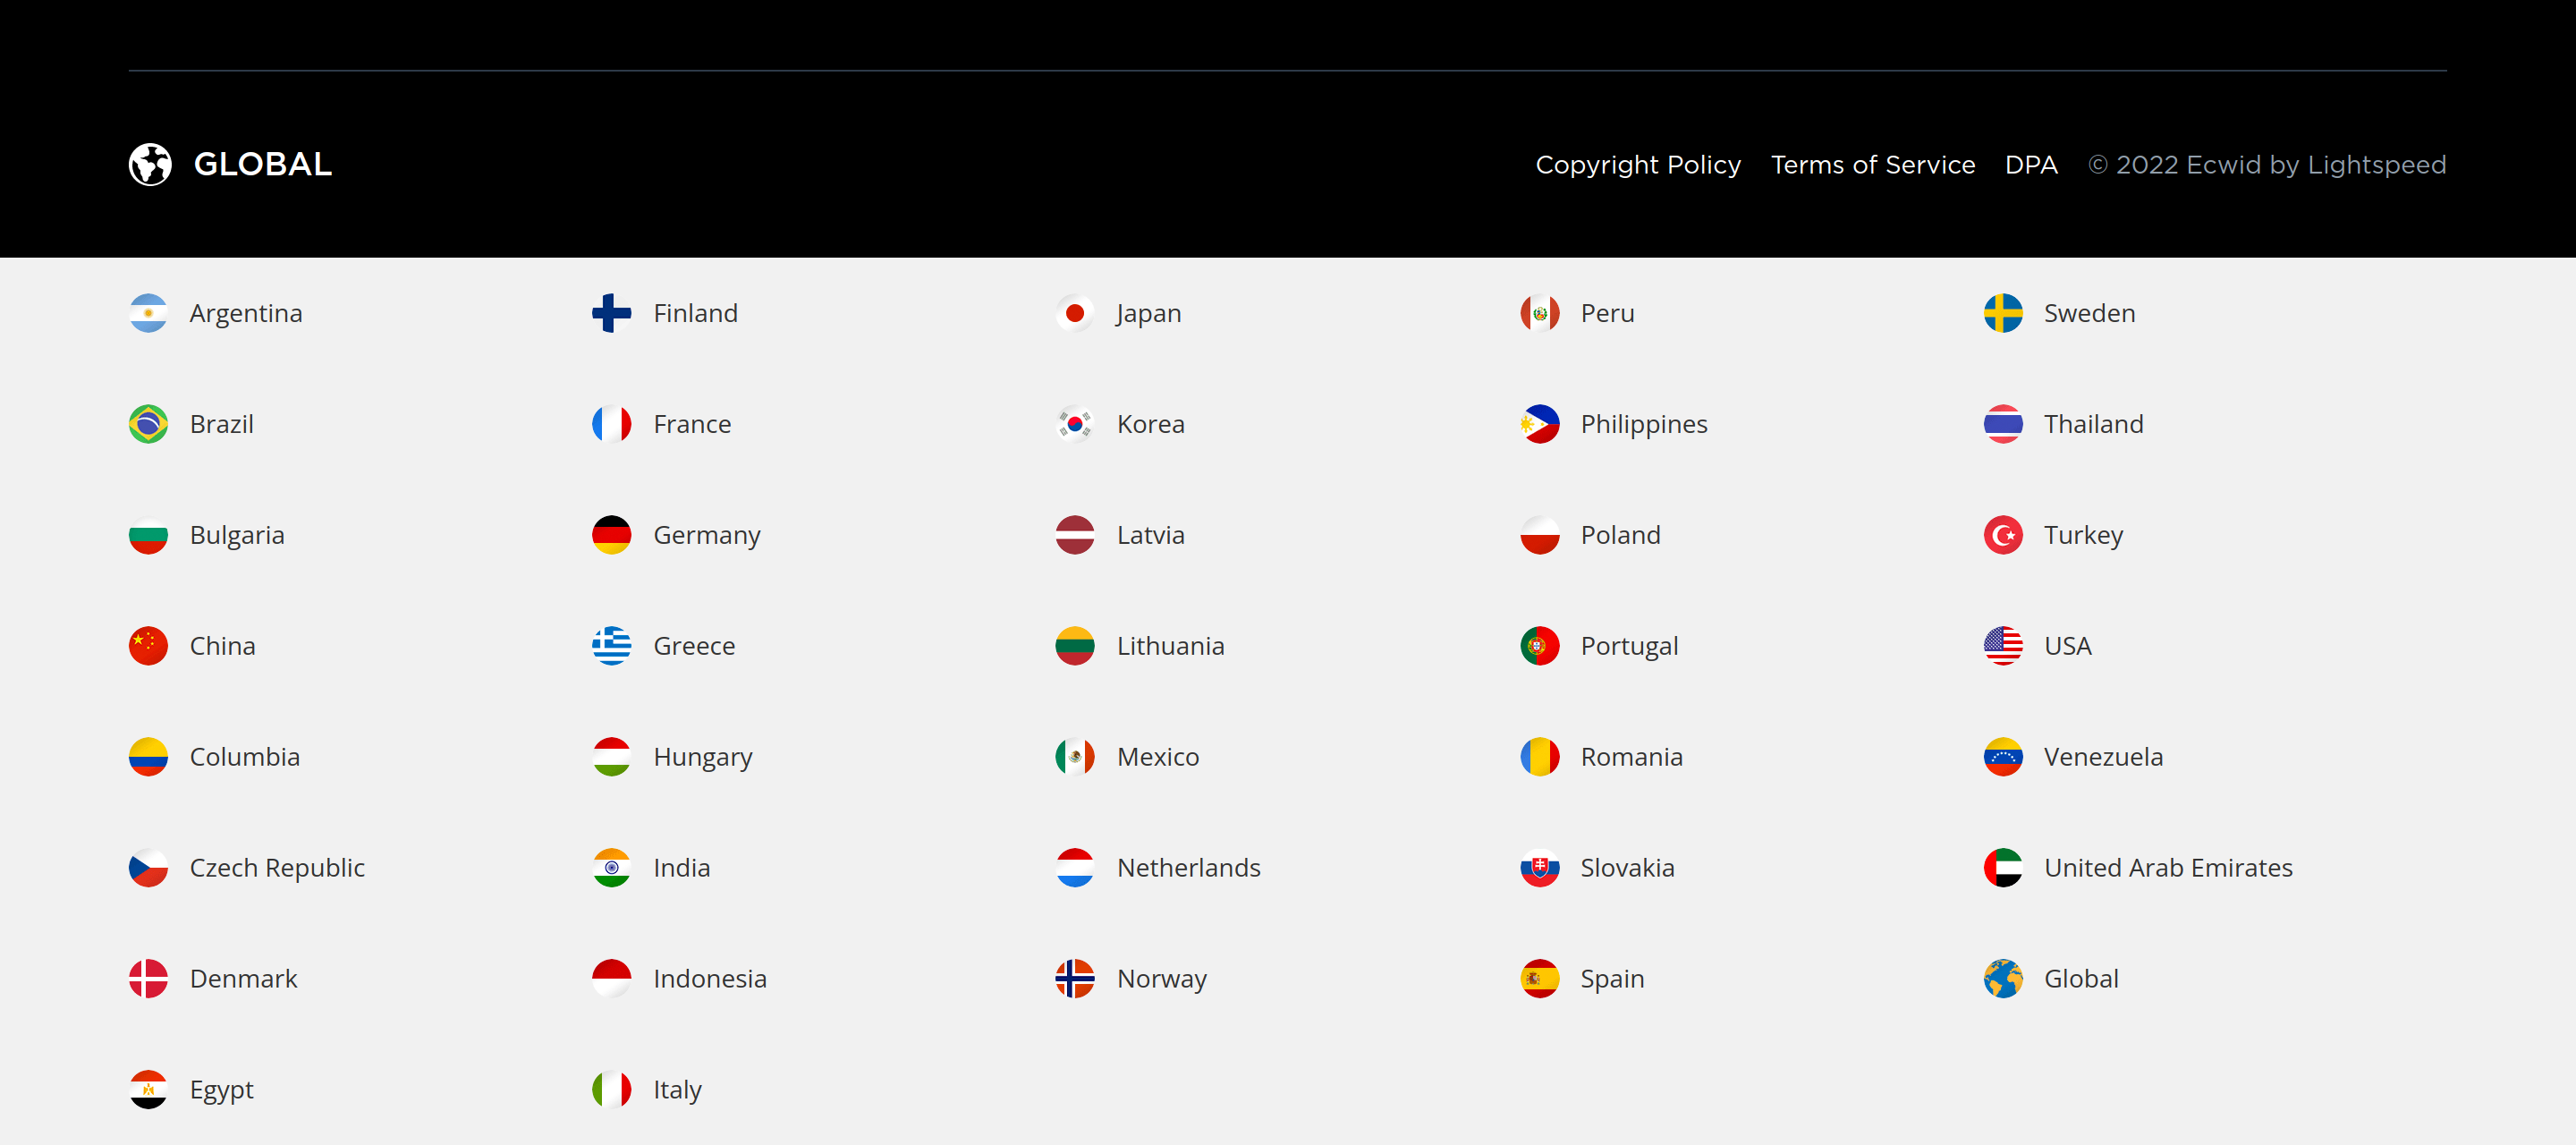 GLOBAL
Copyright Policy Terms of Service DPA © 2022 Ecwid by Lightspeed
Argentina Finland Japan Peru Sweden
Brazil France Korea Philippines Thailand
Bulgaria Germany Latvia Poland Turkey
China Greece Lithuania Portugal USA
Columbia Hungary Mexico Romania Venezuela
Czech Republic India Netherlands Slovakia United Arab Emirates
Denmark Indonesia Norway Spain Global
Egypt Italy